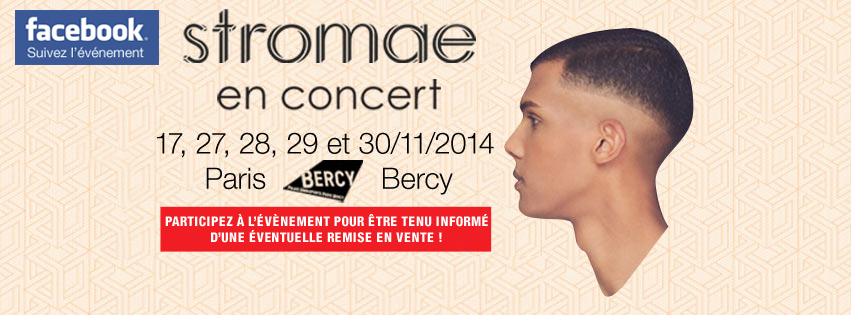 facebook.
Suivez l'événement
stromae
en concert
17, 27, 28, 29 et 30/11/2014
Paris BERCY Bercy
PARTICIPEZ À L'ÉVÈNEMENT POUR ÊTRE TENU INFORMÉ
D'UNE ÉVENTUELLE REMISE EN VENTE !